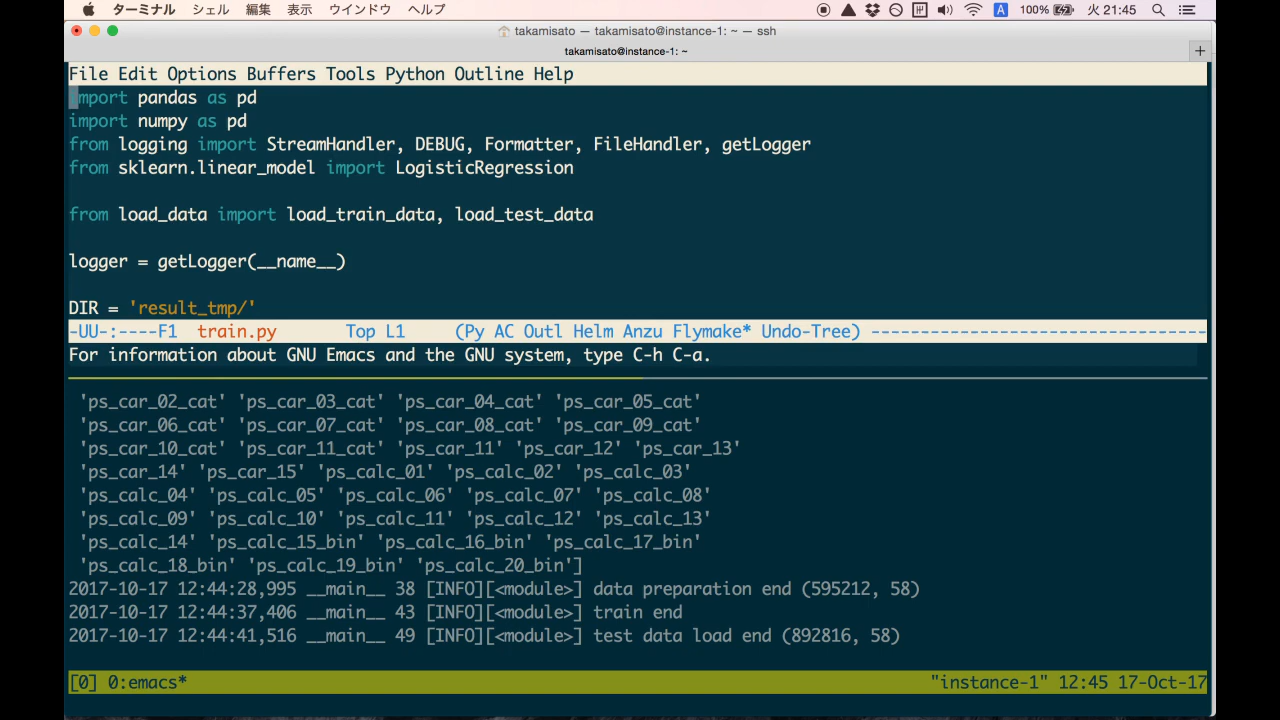 ターミナル シェル 編集 表示 ウインドウ ヘルプ 100% 火 21:45
takamisato — takamisato@instance-1: ~ — ssh
takamisato@instance-1: ~
File Edit Options Buffers Tools Python Outline Help
import pandas as pd
import numpy as pd
from logging import StreamHandler, DEBUG, Formatter, FileHandler, getLogger
from sklearn.linear_model import LogisticRegression
from load_data import load_train_data, load_test_data
logger = getLogger(__name__)
DIR = 'result_tmp/'
-UU-:----F1 train.py Top L1 (Py AC Outl Helm Anzu Flymake* Undo-Tree) ----------------------------------
For information about GNU Emacs and the GNU system, type C-h C-a.
'ps_car_02_cat' 'ps_car_03_cat' 'ps_car_04_cat' 'ps_car_05_cat'
'ps_car_06_cat' 'ps_car_07_cat' 'ps_car_08_cat' 'ps_car_09_cat'
'ps_car_10_cat' 'ps_car_11_cat' 'ps_car_11' 'ps_car_12' 'ps_car_13'
'ps_car_14' 'ps_car_15' 'ps_calc_01' 'ps_calc_02' 'ps_calc_03'
'ps_calc_04' 'ps_calc_05' 'ps_calc_06' 'ps_calc_07' 'ps_calc_08'
'ps_calc_09' 'ps_calc_10' 'ps_calc_11' 'ps_calc_12' 'ps_calc_13'
'ps_calc_14' 'ps_calc_15_bin' 'ps_calc_16_bin' 'ps_calc_17_bin'
'ps_calc_18_bin' 'ps_calc_19_bin' 'ps_calc_20_bin']
2017-10-17 12:44:28,995 __main__ 38 [INFO][<module>] data preparation end (595212, 58)
2017-10-17 12:44:37,406 __main__ 43 [INFO][<module>] train end
2017-10-17 12:44:41,516 __main__ 49 [INFO][<module>] test data load end (892816, 58)
[0] 0:emacs* "instance-1" 12:45 17-Oct-17